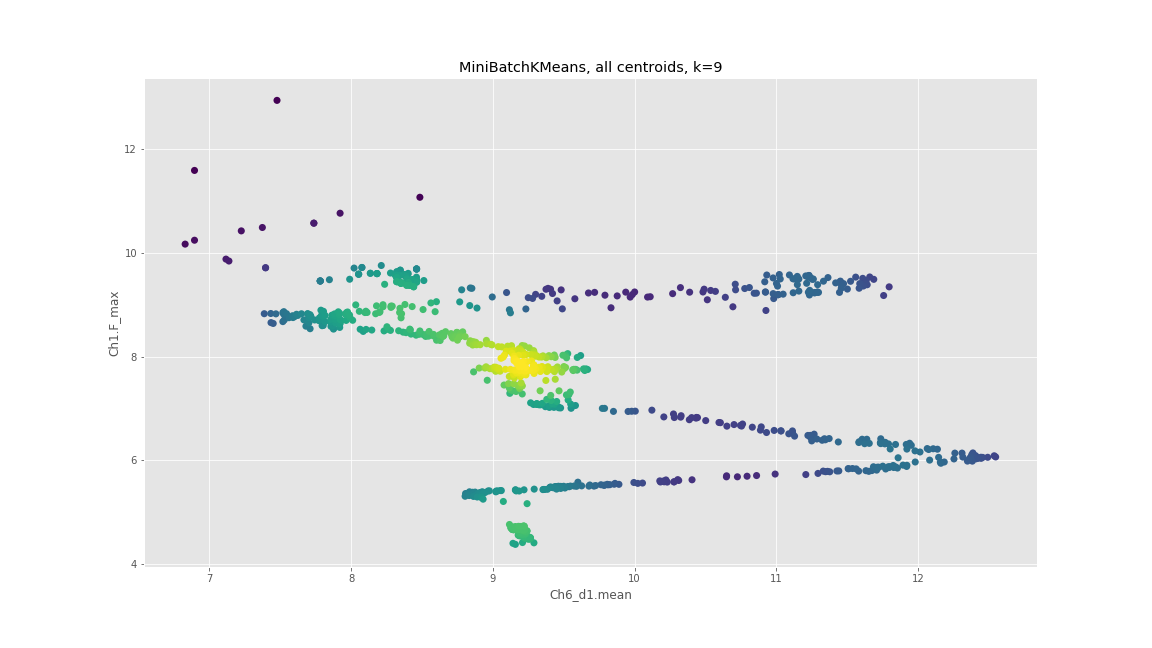 MiniBatchKMeans, all centroids, k=9
12
10
8
6
4
Ch1.F_max
7 8 9 10 11 12
Ch6_d1.mean